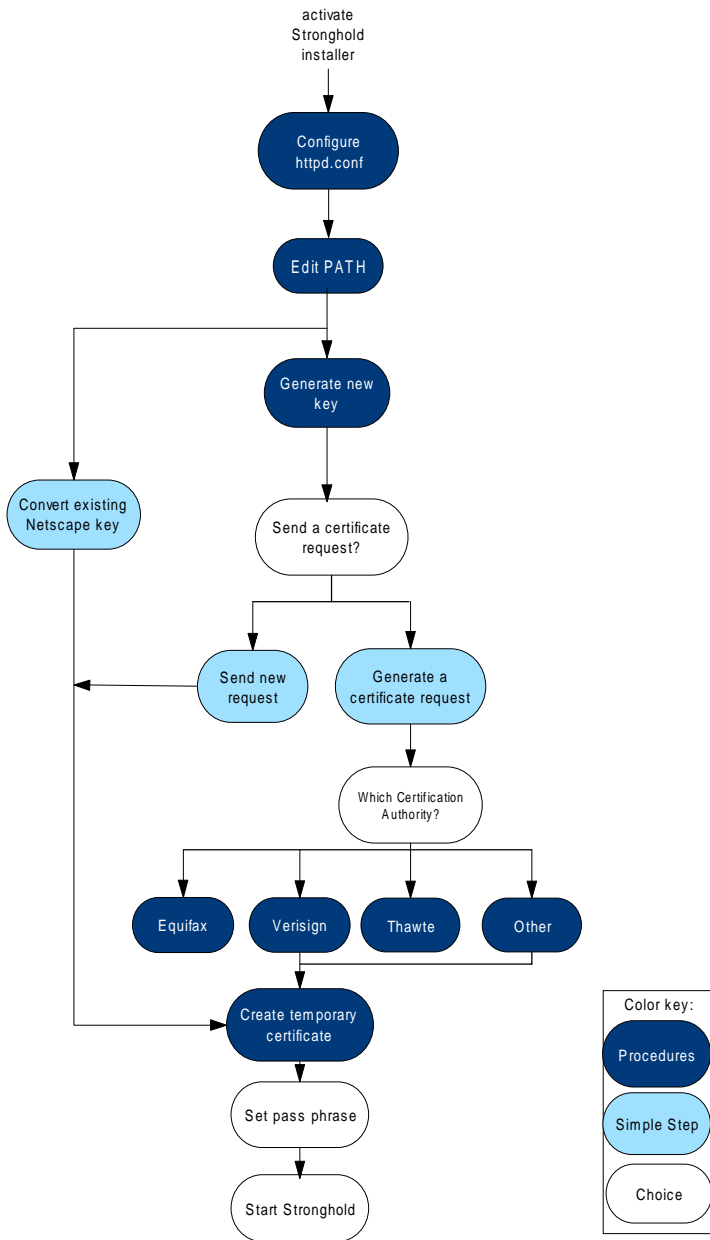 activate
Stronghold
installer
Configure
httpd.conf
Edit PATH
Generate new
key
Convert existing
Netscape key
Send a certificate
request?
Send new
request
Generate a
certificate request
Which Certification
Authority?
Equifax
Verisign
Thawte
Other
Create temporary
certificate
Set pass phrase
Start Stronghold
Color key:
Procedures
Simple Step
Choice